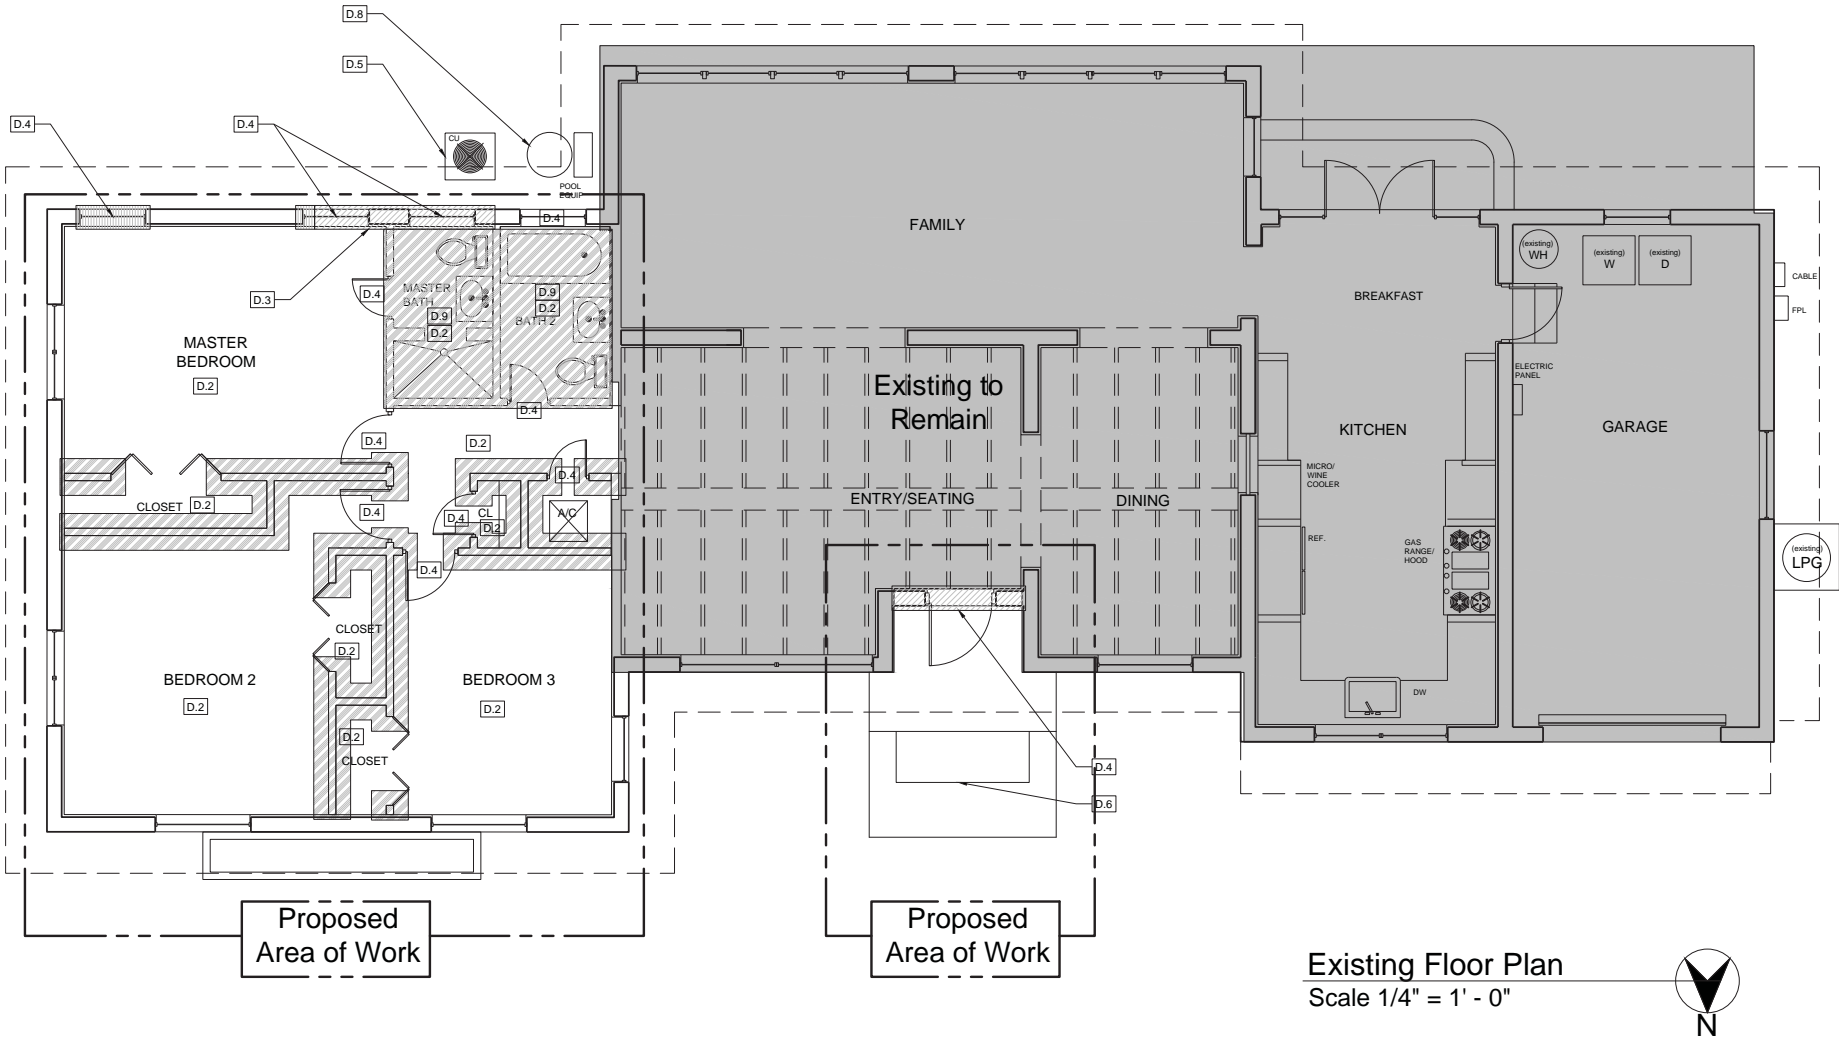 D.8
D.5
D.4
D.4
CU
POOL
EQUIP
D.4
FAMILY
(existing)
WH
(existing)
W
(existing)
D
CABLE
FPL
D.3
D.4
MASTER
BATH
D.9
D.2
D.9
D.2
BATH 2
BREAKFAST
MASTER
BEDROOM
D.2
ELECTRIC
PANEL
Existing to
Remain
D.4
D.4
D.2
KITCHEN
GARAGE
D.4
MICRO/
WINE
COOLER
CLOSET
D.2
D.4
D.4
CL
D.2
A/C
ENTRY/SEATING
DINING
REF.
GAS
RANGE/
HOOD
(existing)
LPG
D.4
CLOSET
D.2
BEDROOM 2
D.2
BEDROOM 3
D.2
DW
D.2
CLOSET
D.4
D.6
Proposed
Area of Work
Proposed
Area of Work
Existing Floor Plan
Scale 1/4" = 1' - 0"
N